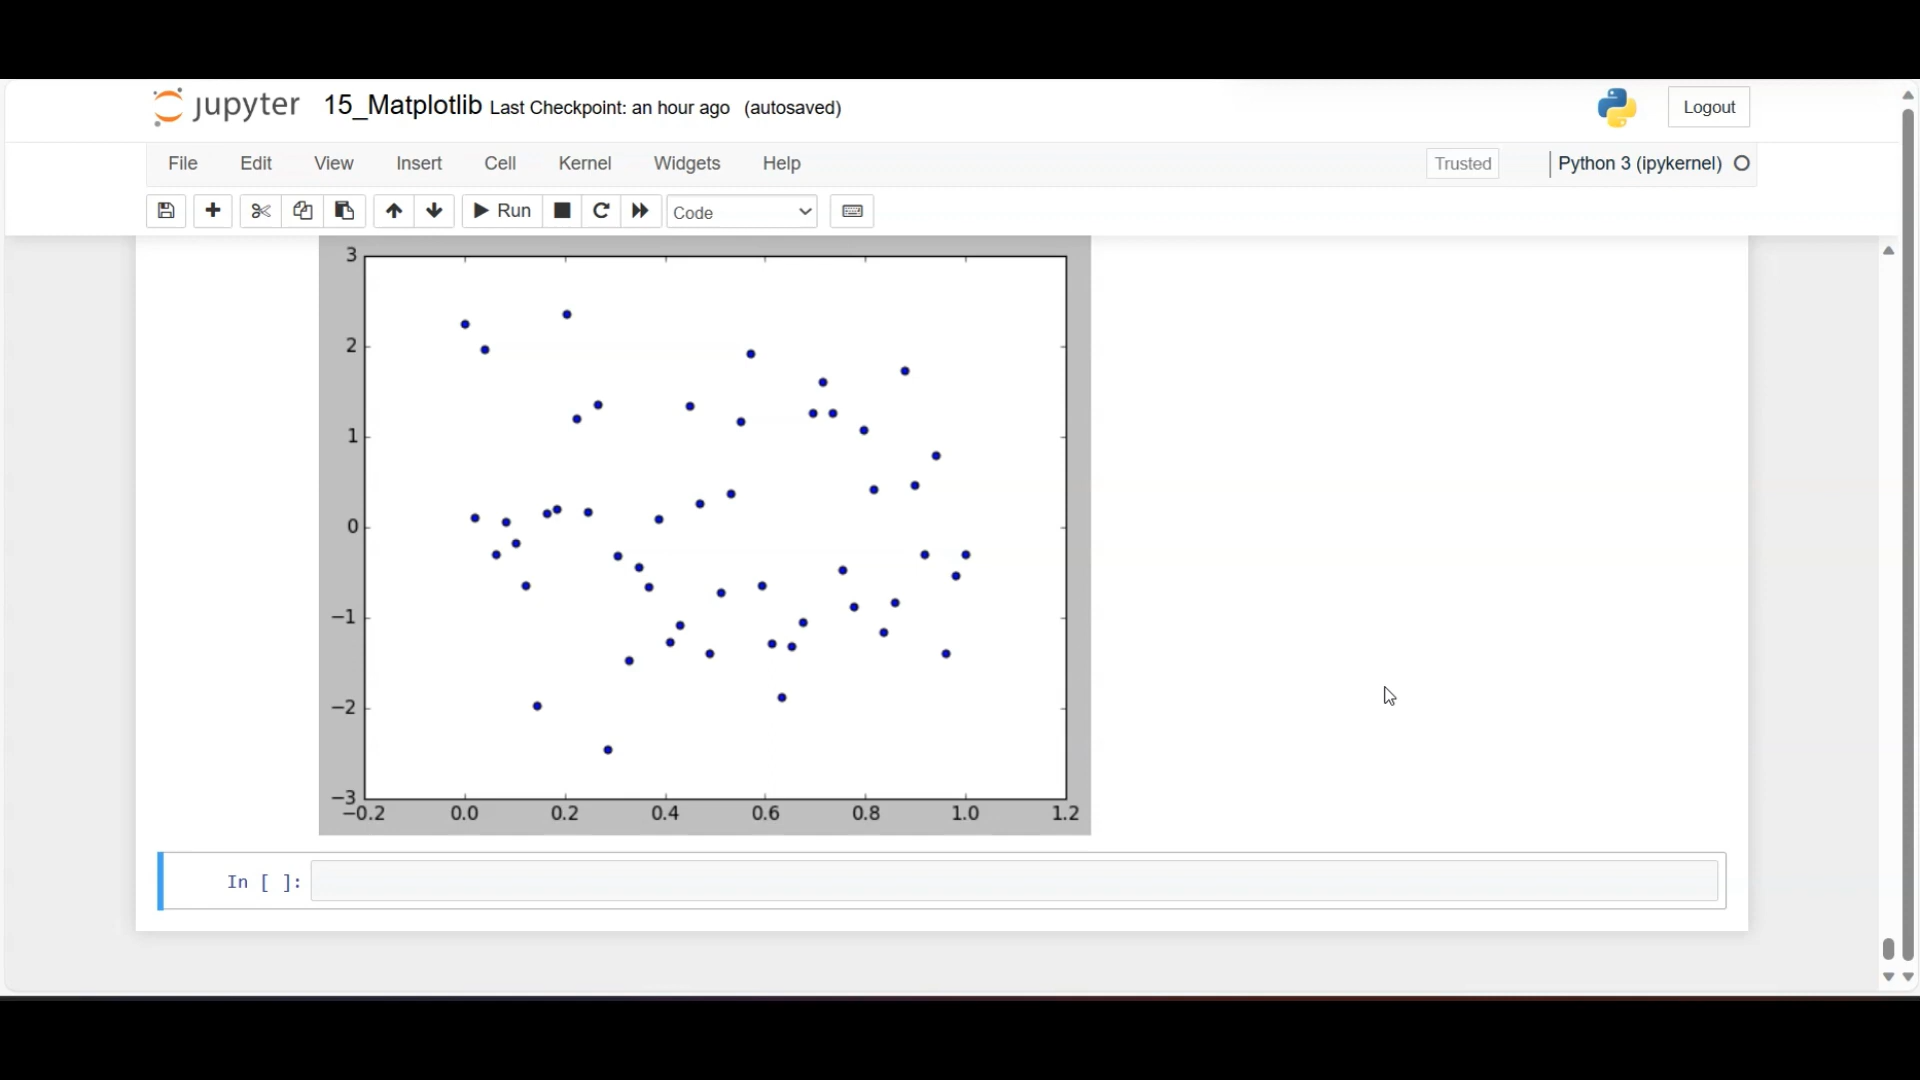 jupyter 15_Matplotlib Last Checkpoint: an hour ago (autosaved) Logout
File Edit View Insert Cell Kernel Widgets Help Trusted Python 3 (ipykernel)
Run Code
3
2
1
0
−1
−2
−3
−0.2 0.0 0.2 0.4 0.6 0.8 1.0 1.2
In [ ]: